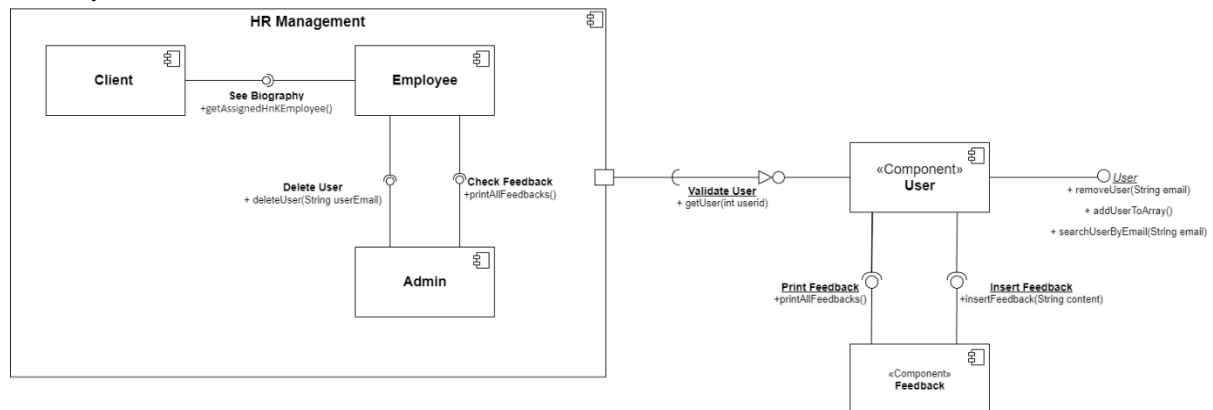 HR Management
Client
Employee
See Biography
+getAssignedHnKEmployee()
Delete User
+ deleteUser(String userEmail)
Check Feedback
+printAllFeedbacks()
Admin
Validate User
+ getUser(int userid)
«Component»
User
User
+ removeUser(String email)
+ addUserToArray()
+ searchUserByEmail(String email)
Print Feedback
+printAllFeedbacks()
Insert Feedback
+insertFeedback(String content)
«Component»
Feedback